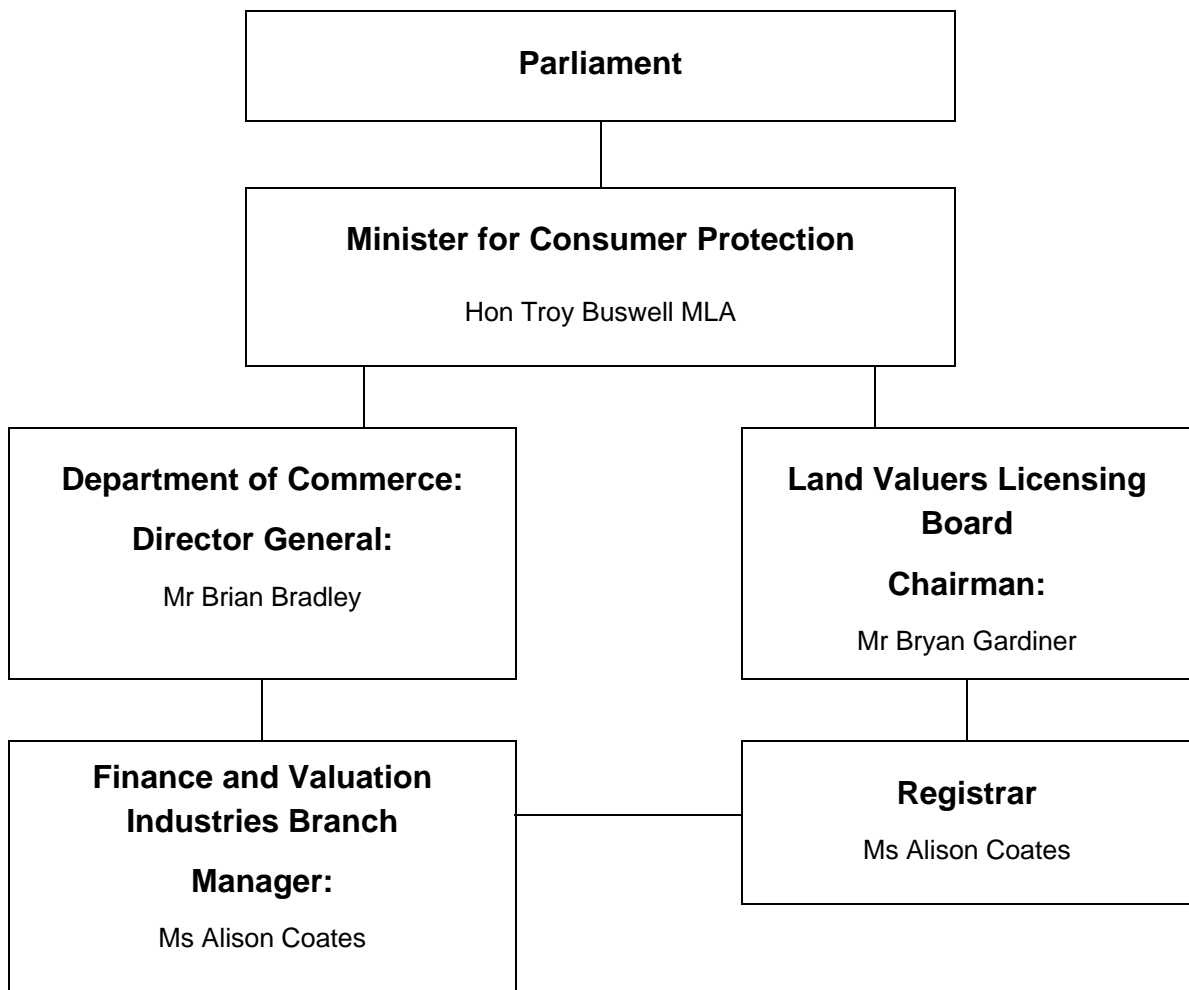 Parliament
Minister for Consumer Protection
Hon Troy Buswell MLA
Department of Commerce:
Director General:
Mr Brian Bradley
Land Valuers Licensing
Board
Chairman:
Mr Bryan Gardiner
Finance and Valuation
Industries Branch
Manager:
Ms Alison Coates
Registrar
Ms Alison Coates